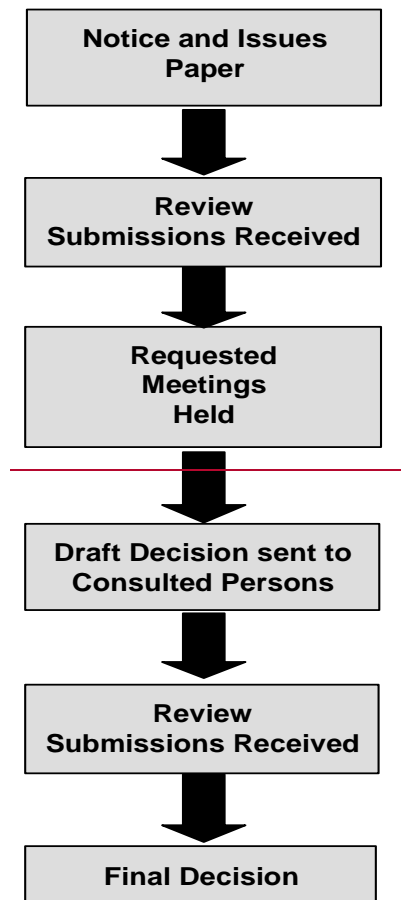 Notice and Issues
Paper
Review
Submissions Received
Requested
Meetings
Held
Draft Decision sent to
Consulted Persons
Review
Submissions Received
Final Decision